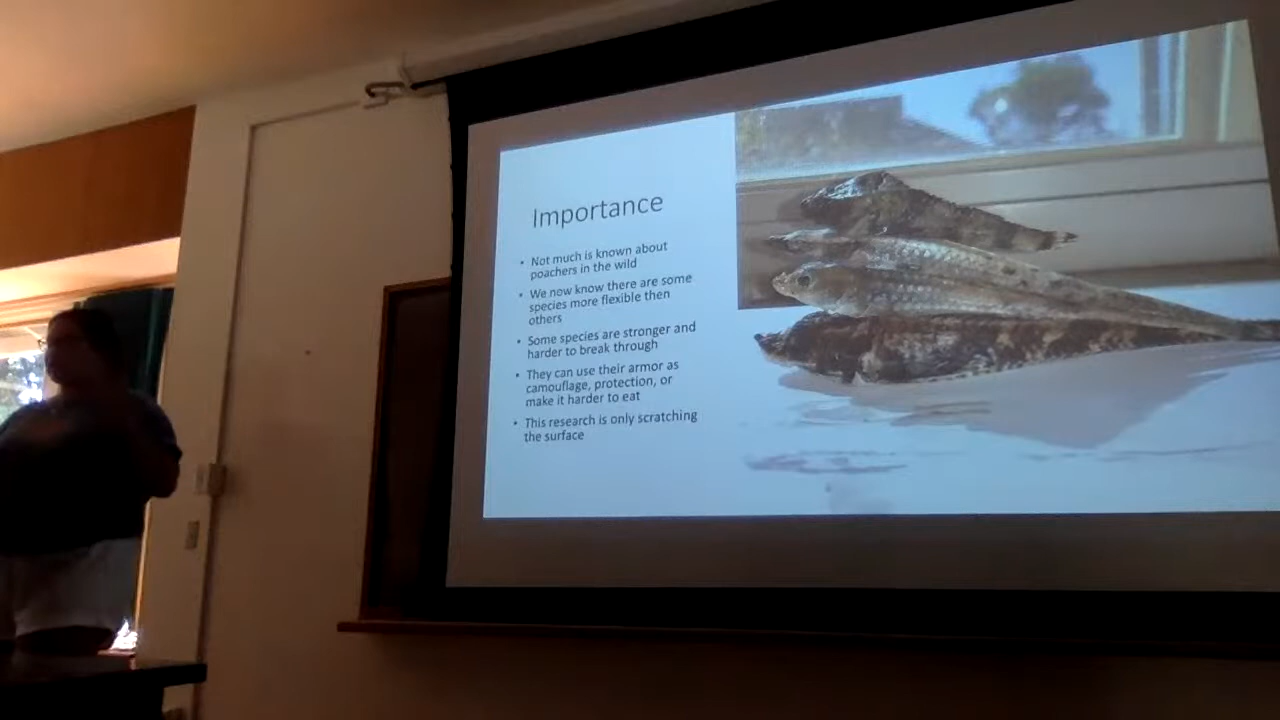 Importance
• Not much is known about
poachers in the wild
• We now know there are some
species more flexible then
others
• Some species are stronger and
harder to break through
• They can use their armor as
camouflage, protection, or
make it harder to eat
• This research is only scratching
the surface